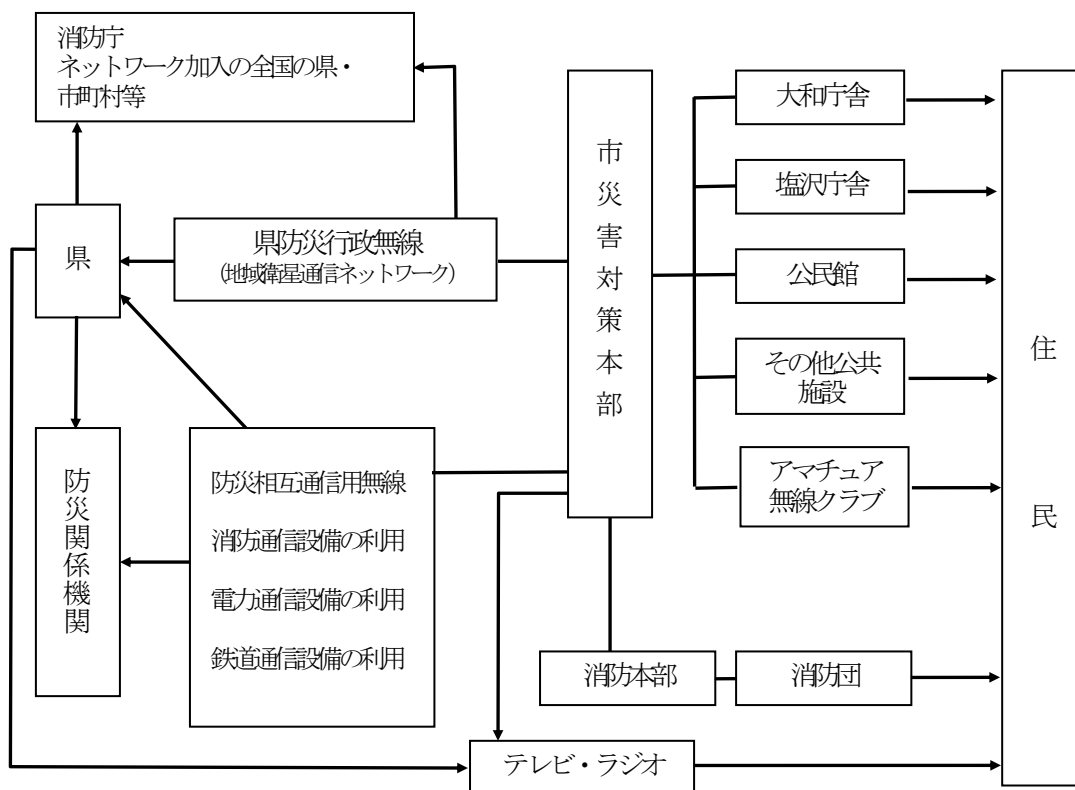 消防庁
ネットワーク加入の全国の県・
市町村等
県
県防災行政無線
（地域衛星通信ネットワーク）
防災関係機関
防災相互通信用無線
消防通信設備の利用
電力通信設備の利用
鉄道通信設備の利用
市災害対策本部
大和庁舎
塩沢庁舎
公民館
その他公共
施設
アマチュア
無線クラブ
消防本部
消防団
テレビ・ラジオ
住民